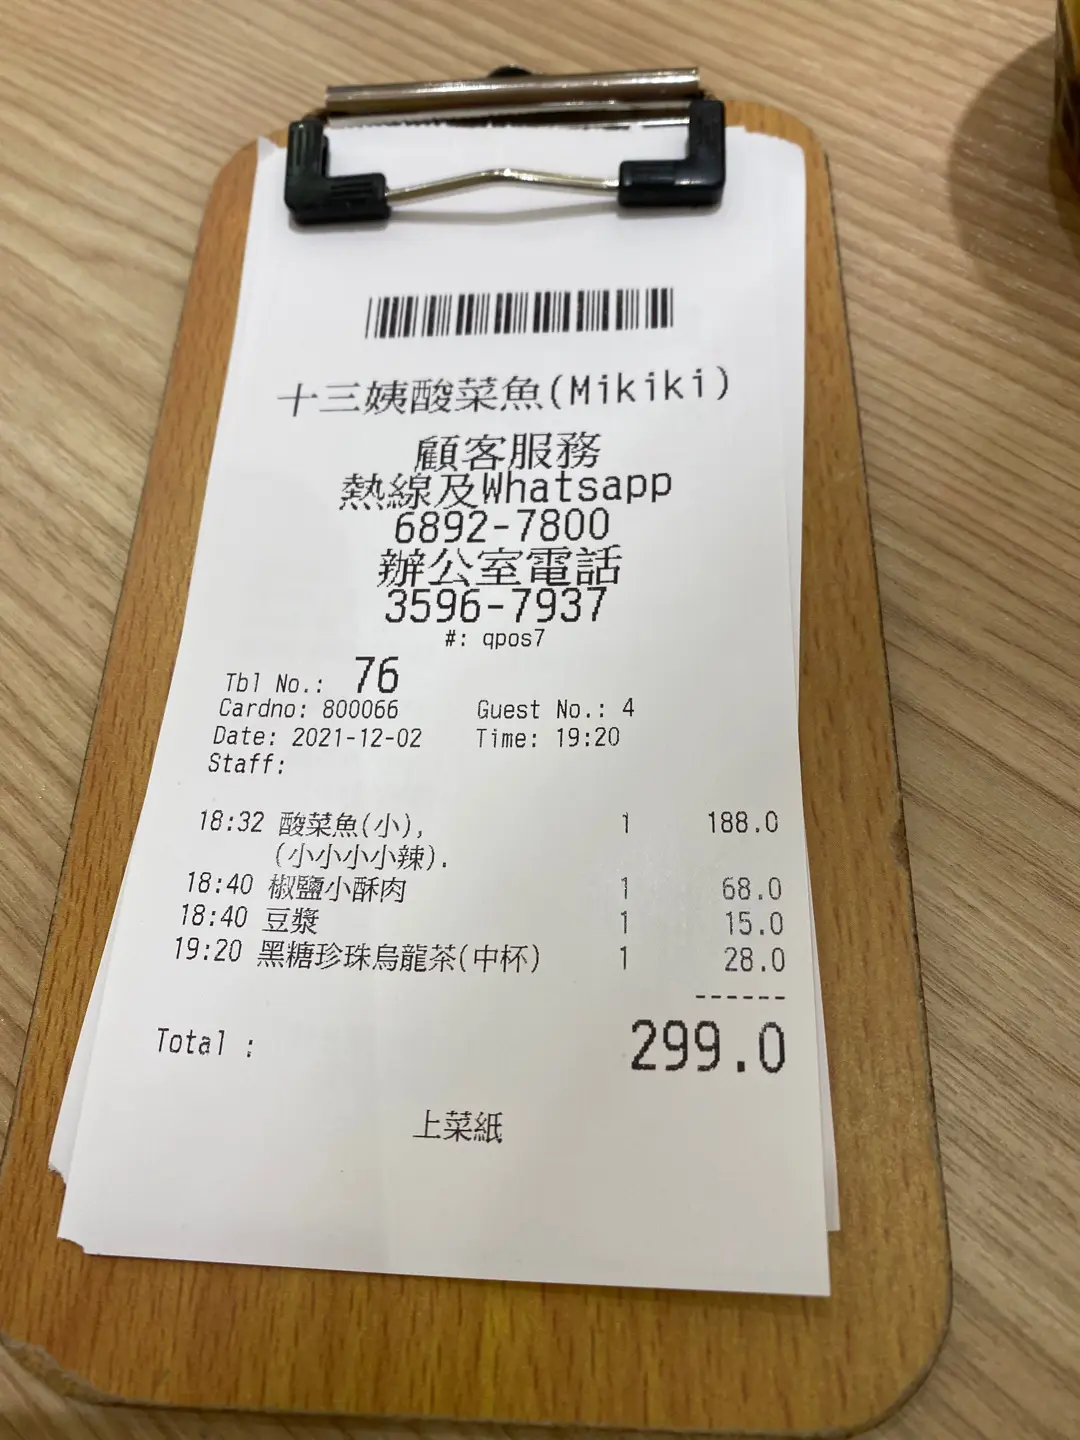 十三姨酸菜魚(Mikiki)
顧客服務
熱線及Whatsapp
6892-7800
辦公室電話
3596-7937
#: qpos7
Tbl No.: 76
Cardno: 800066 Guest No.: 4
Date: 2021-12-02 Time: 19:20
Staff:
18:32 酸菜魚(小), 1 188.0
(小小小小辣).
18:40 椒鹽小酥肉 1 68.0
18:40 豆漿 1 15.0
19:20 黑糖珍珠烏龍茶(中杯) 1 28.0
------
Total : 299.0
上菜紙